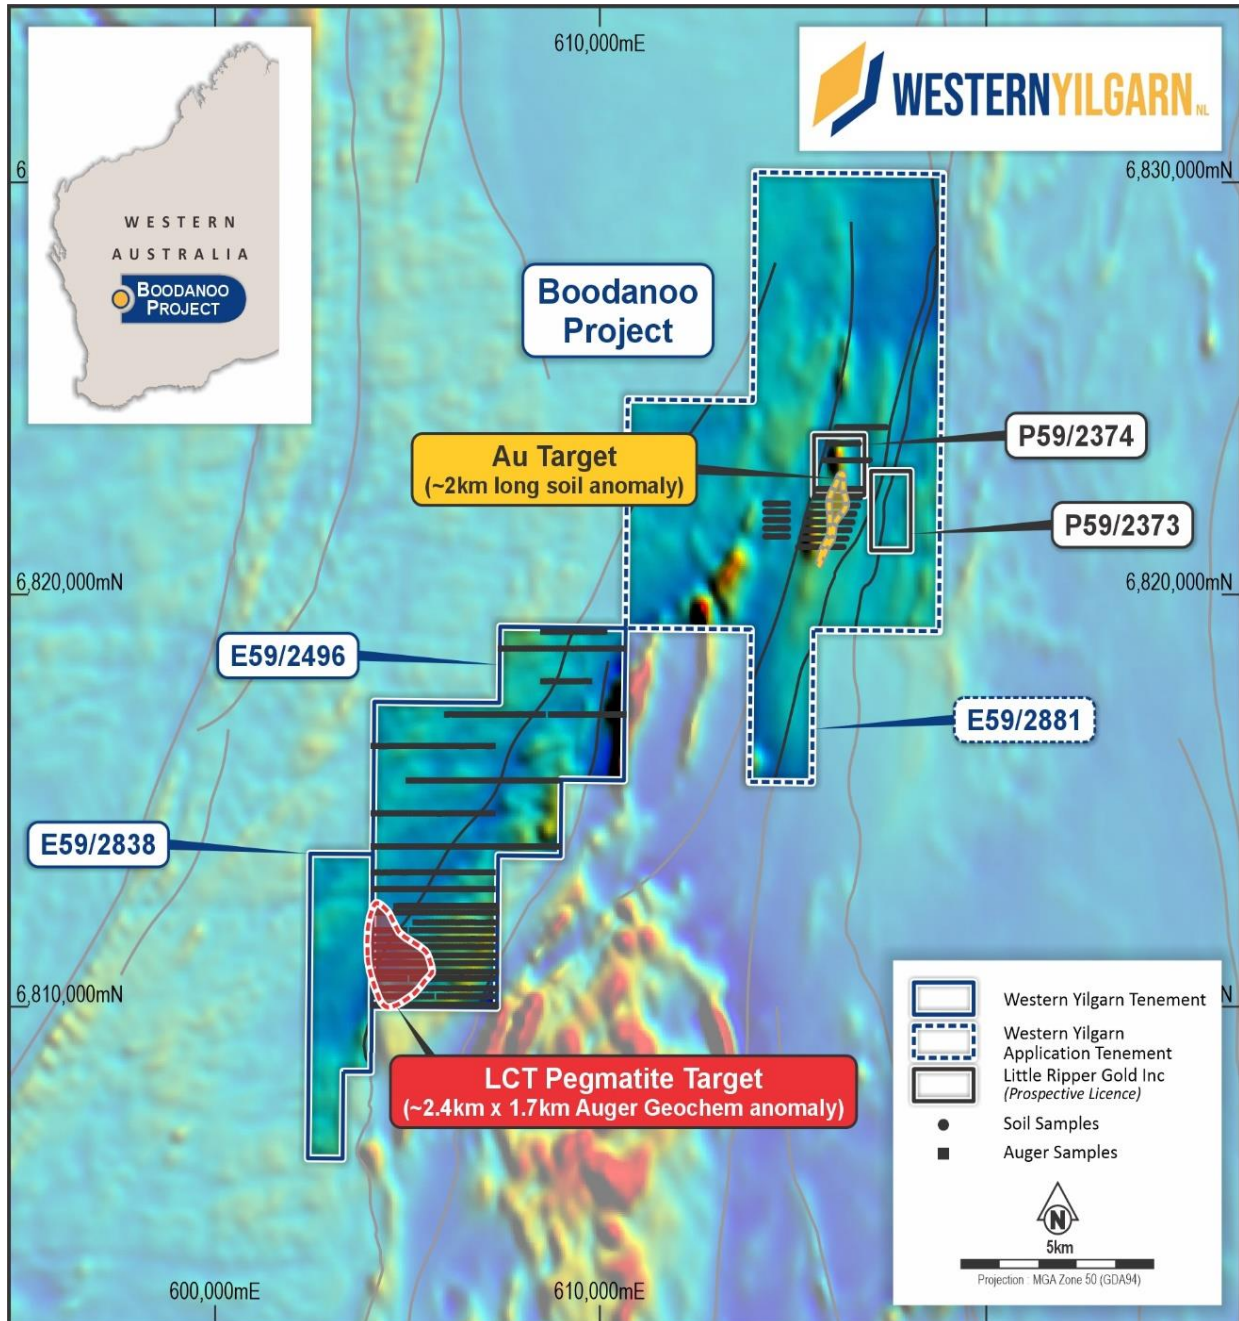 610,000mE
WESTERNYILGARN NL
6
6,830,000mN
WESTERN
AUSTRALIA
BOODANOO
PROJECT
Boodanoo
Project
Au Target
(~2km long soil anomaly)
P59/2374
P59/2373
6,820,000mN
6,820,000mN
E59/2496
E59/2881
E59/2838
6,810,000mN
N
LCT Pegmatite Target
(~2.4km x 1.7km Auger Geochem anomaly)
Western Yilgarn Tenement
Western Yilgarn
Application Tenement
Little Ripper Gold Inc
(Prospective Licence)
Soil Samples
Auger Samples
N
5km
Projection : MGA Zone 50 (GDA94)
600,000mE
610,000mE